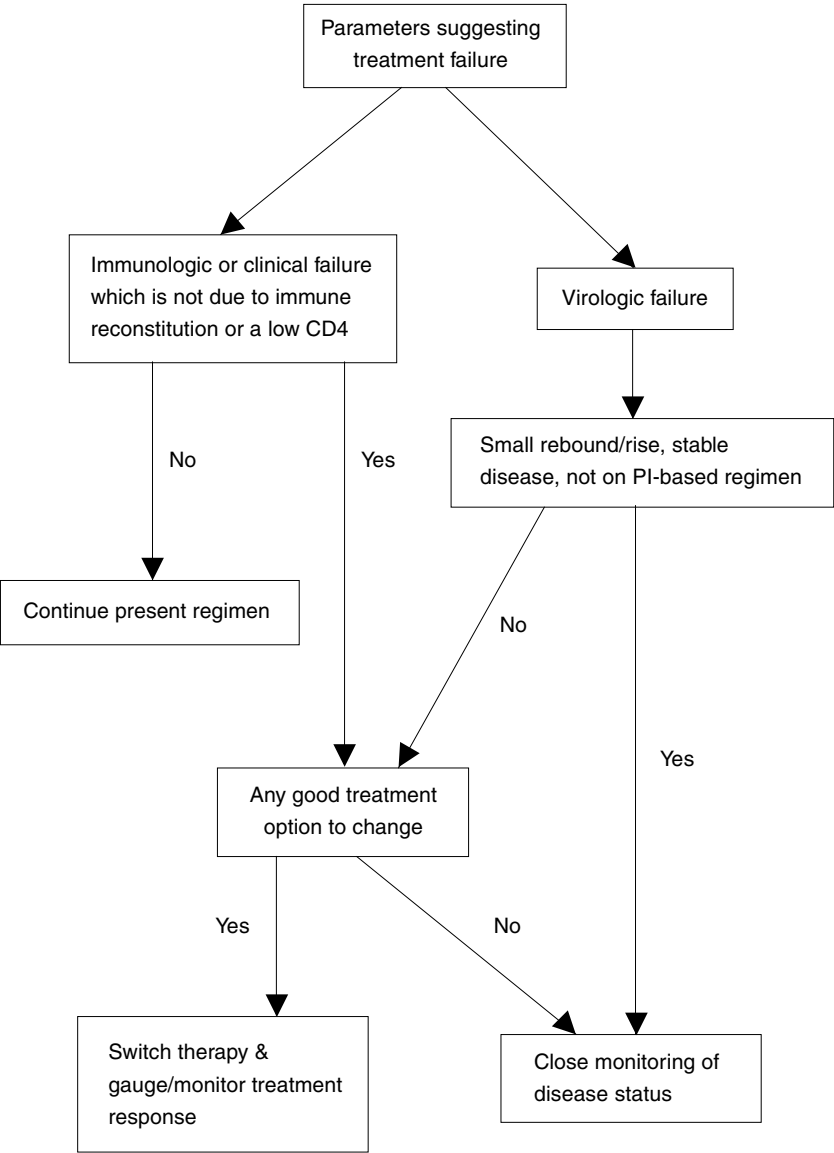 Parameters suggesting
treatment failure
Immunologic or clinical failure
which is not due to immune
reconstitution or a low CD4
Virologic failure
Small rebound/rise, stable
disease, not on PI-based regimen
No
Yes
Continue present regimen
No
Yes
Any good treatment
option to change
Yes
No
Switch therapy &
gauge/monitor treatment
response
Close monitoring of
disease status